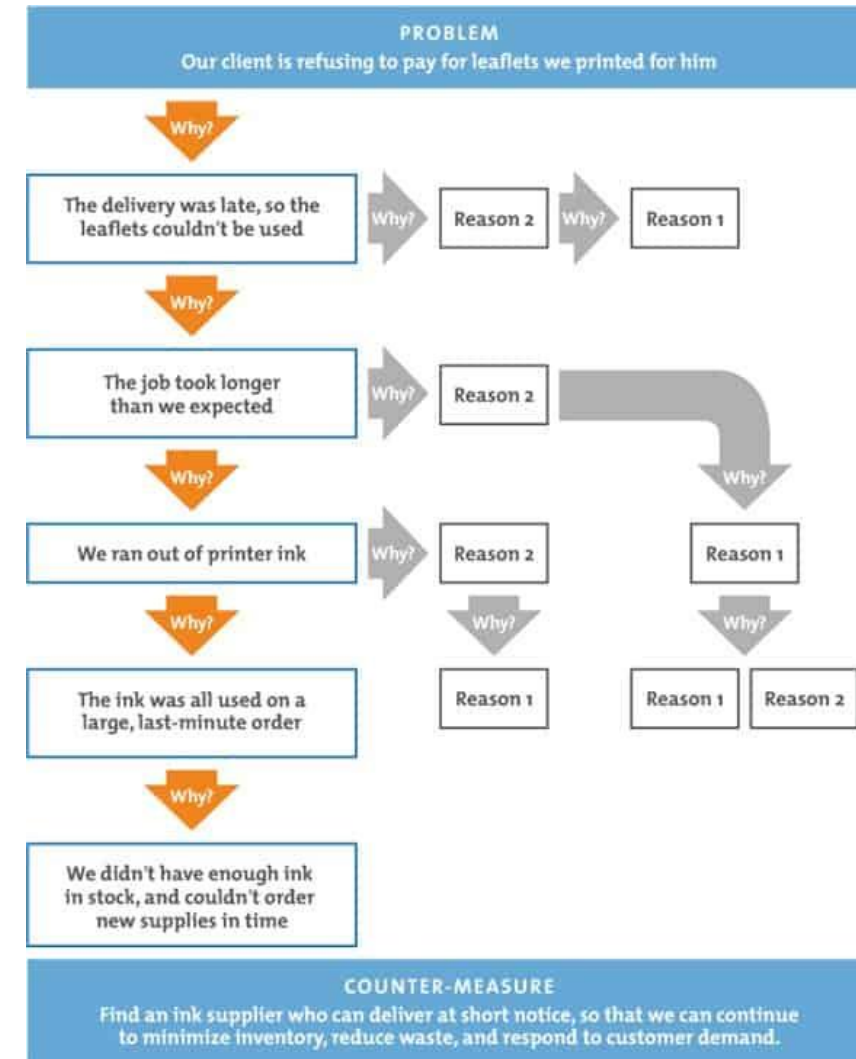 PROBLEM
Our client is refusing to pay for leaflets we printed for him
Why?
The delivery was late, so the
leaflets couldn't be used
Why?
Reason 2
Why?
Reason 1
Why?
The job took longer
than we expected
Why?
Reason 2
Why?
Why?
We ran out of printer ink
Why?
Reason 2
Reason 1
Why?
Why?
Why?
The ink was all used on a
large, last-minute order
Reason 1
Reason 1
Reason 2
Why?
We didn't have enough ink
in stock, and couldn't order
new supplies in time
COUNTER-MEASURE
Find an ink supplier who can deliver at short notice, so that we can continue
to minimize inventory, reduce waste, and respond to customer demand.